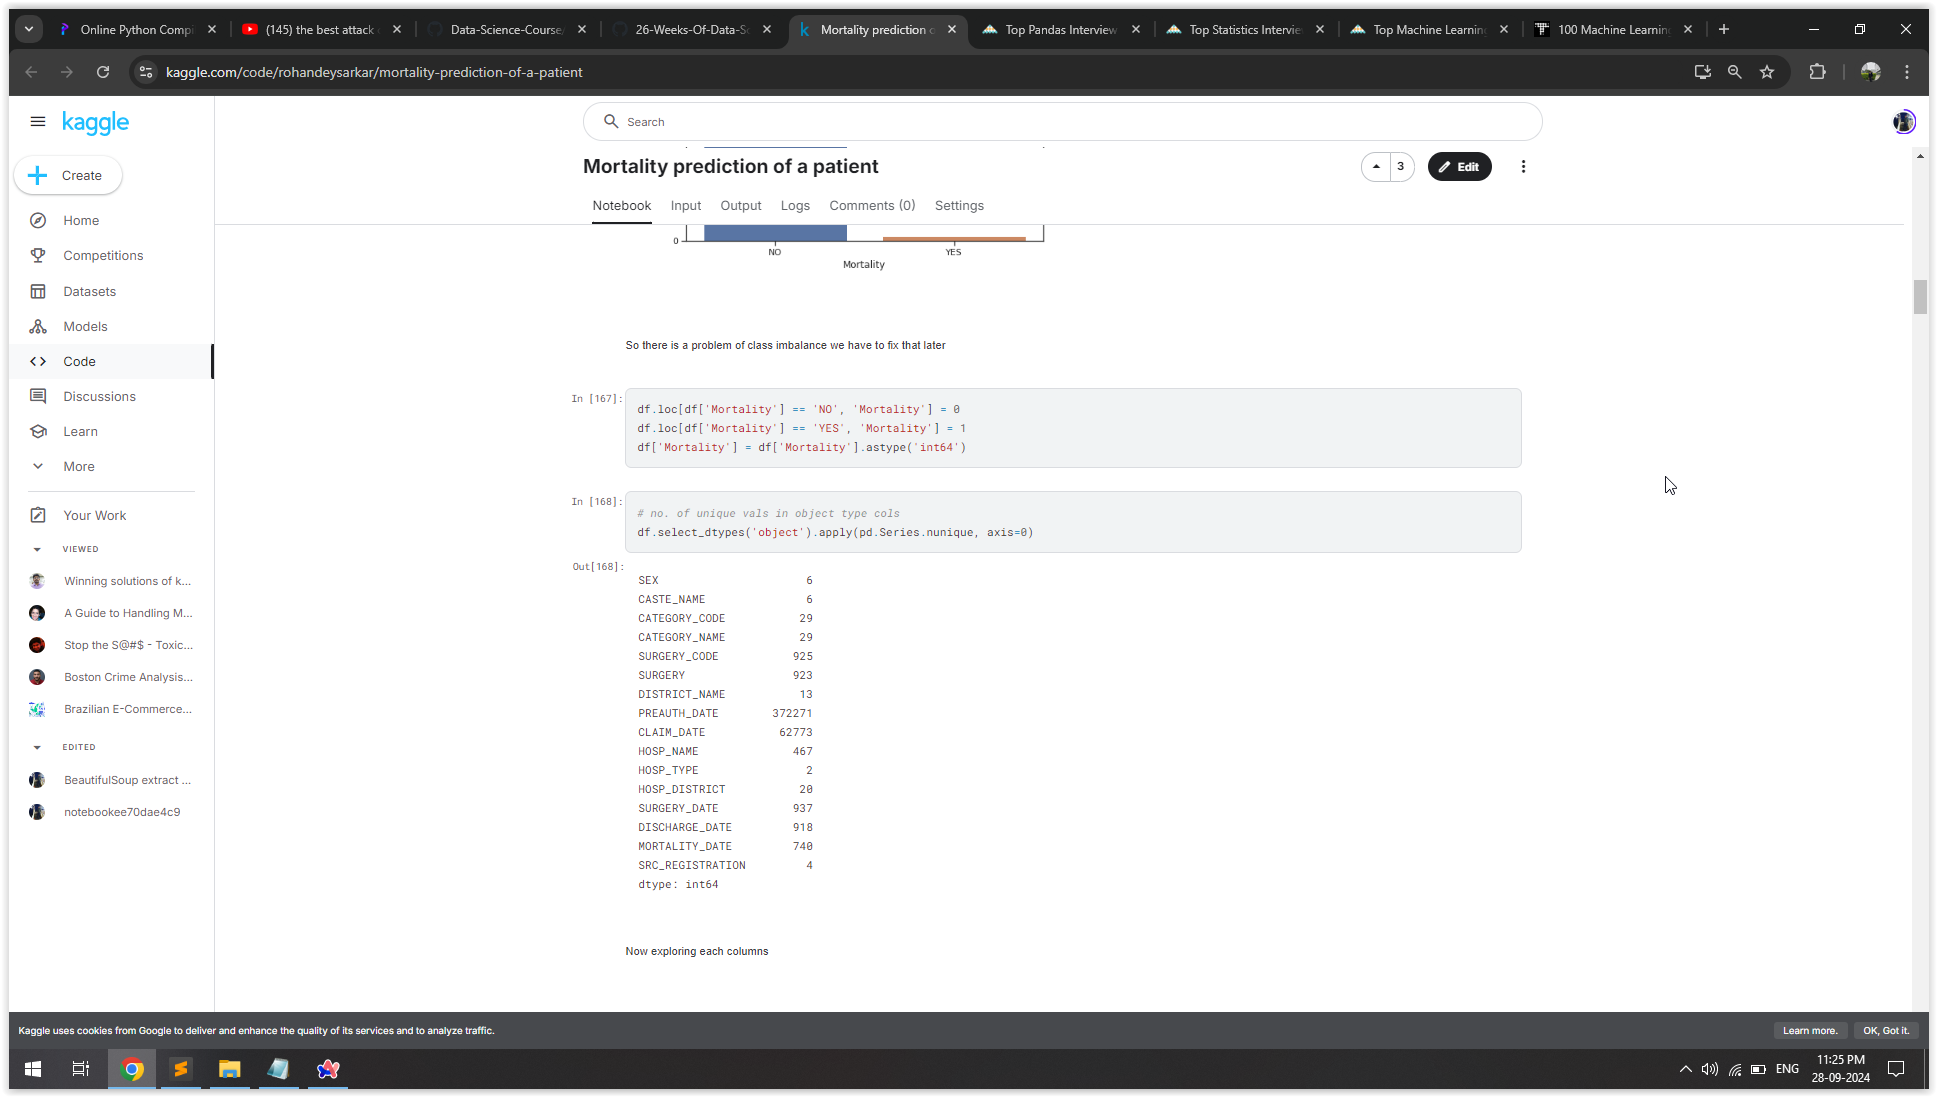 Online Python Compi
(145) the best attack
Data-Science-Course/
26-Weeks-Of-Data-S
Mortality prediction o
Top Pandas Interview
Top Statistics Intervie
Top Machine Learning
100 Machine Learning
kaggle.com/code/rohandeysarkar/mortality-prediction-of-a-patient
kaggle
Search
Create
Mortality prediction of a patient
3
Edit
Notebook Input Output Logs Comments (0) Settings
Home
Competitions
Datasets
Models
Code
Discussions
Learn
More
Your Work
VIEWED
Winning solutions of k...
A Guide to Handling M...
Stop the S@#$ - Toxic...
Boston Crime Analysis...
Brazilian E-Commerce...
EDITED
BeautifulSoup extract ...
notebookee70dae4c9
0
NO YES
Mortality
So there is a problem of class imbalance we have to fix that later
In [167]:
df.loc[df['Mortality'] == 'NO', 'Mortality'] = 0
df.loc[df['Mortality'] == 'YES', 'Mortality'] = 1
df['Mortality'] = df['Mortality'].astype('int64')
In [168]:
# no. of unique vals in object type cols
df.select_dtypes('object').apply(pd.Series.nunique, axis=0)
Out[168]:
SEX 6
CASTE_NAME 6
CATEGORY_CODE 29
CATEGORY_NAME 29
SURGERY_CODE 925
SURGERY 923
DISTRICT_NAME 13
PREAUTH_DATE 372271
CLAIM_DATE 62773
HOSP_NAME 467
HOSP_TYPE 2
HOSP_DISTRICT 20
SURGERY_DATE 937
DISCHARGE_DATE 918
MORTALITY_DATE 740
SRC_REGISTRATION 4
dtype: int64
Now exploring each columns
Kaggle uses cookies from Google to deliver and enhance the quality of its services and to analyze traffic.
Learn more.
OK, Got it.
ENG
11:25 PM
28-09-2024